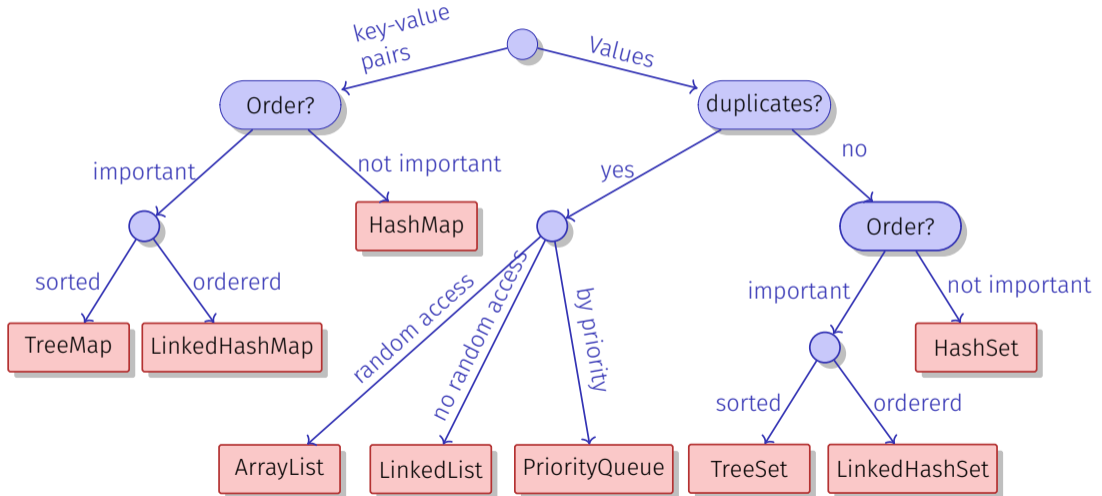 key-value
pairs
Values
Order?
duplicates?
important
not important
yes
no
HashMap
Order?
sorted
ordererd
random access
no random access
by priority
important
not important
TreeMap
LinkedHashMap
HashSet
sorted
ordererd
ArrayList
LinkedList
PriorityQueue
TreeSet
LinkedHashSet